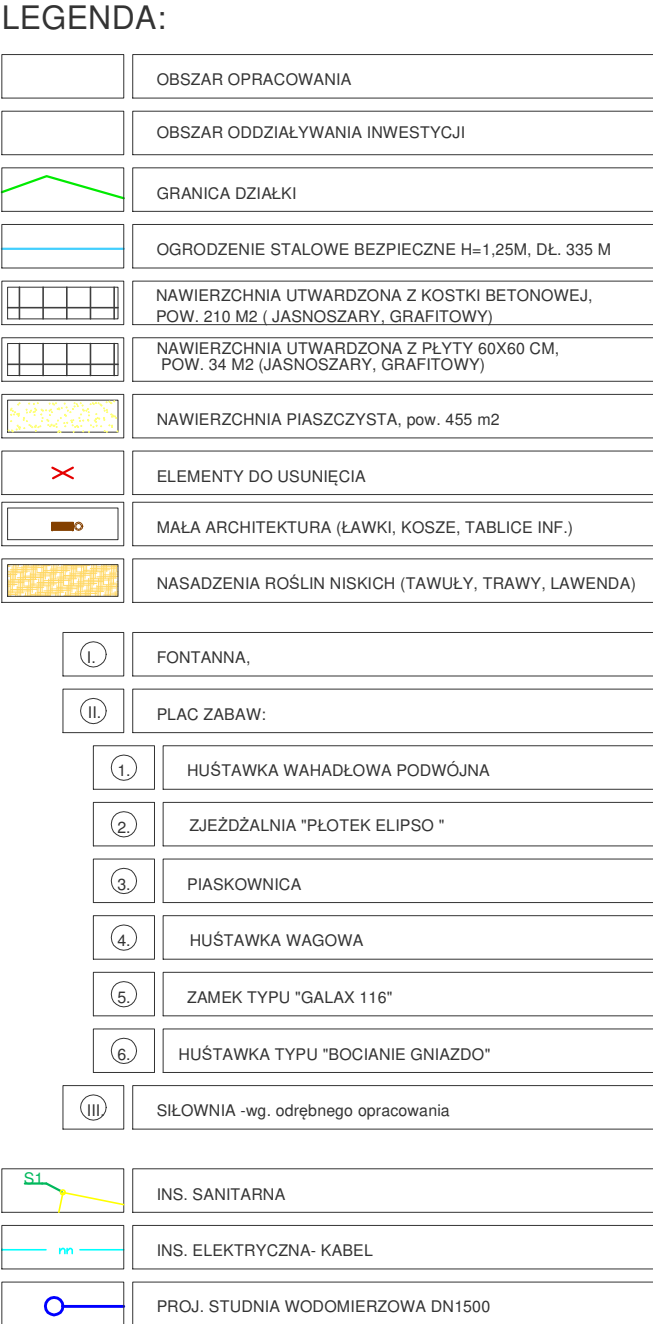 LEGENDA:
OBSZAR OPRACOWANIA
OBSZAR ODDZIAŁYWANIA INWESTYCJI
GRANICA DZIAŁKI
OGRODZENIE STALOWE BEZPIECZNE H=1,25M, DŁ. 335 M
NAWIERZCHNIA UTWARDZONA Z KOSTKI BETONOWEJ,
POW. 210 M2 ( JASNOSZARY, GRAFITOWY)
NAWIERZCHNIA UTWARDZONA Z PŁYTY 60X60 CM,
POW. 34 M2 (JASNOSZARY, GRAFITOWY)
NAWIERZCHNIA PIASZCZYSTA, pow. 455 m2
ELEMENTY DO USUNIĘCIA
MAŁA ARCHITEKTURA (ŁAWKI, KOSZE, TABLICE INF.)
NASADZENIA ROŚLIN NISKICH (TAWUŁY, TRAWY, LAWENDA)
I. FONTANNA,
II. PLAC ZABAW:
1. HUŚTAWKA WAHADŁOWA PODWÓJNA
2. ZJEŻDŻALNIA "PŁOTEK ELIPSO "
3. PIASKOWNICA
4. HUŚTAWKA WAGOWA
5. ZAMEK TYPU "GALAX 116"
6. HUŚTAWKA TYPU "BOCIANIE GNIAZDO"
III. SIŁOWNIA -wg. odrębnego opracowania
S1 INS. SANITARNA
nn INS. ELEKTRYCZNA- KABEL
PROJ. STUDNIA WODOMIERZOWA DN1500